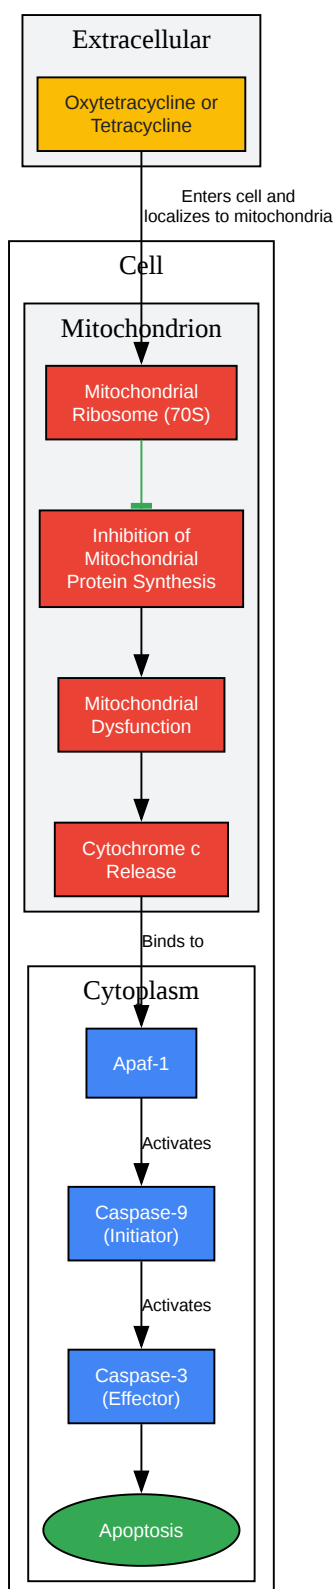 Extracellular
Oxytetracycline or
Tetracycline
Enters cell and
localizes to mitochondria
Cell
Mitochondrion
Mitochondrial
Ribosome (70S)
Inhibition of
Mitochondrial
Protein Synthesis
Mitochondrial
Dysfunction
Cytochrome c
Release
Binds to
Cytoplasm
Apaf-1
Activates
Caspase-9
(Initiator)
Activates
Caspase-3
(Effector)
Apoptosis